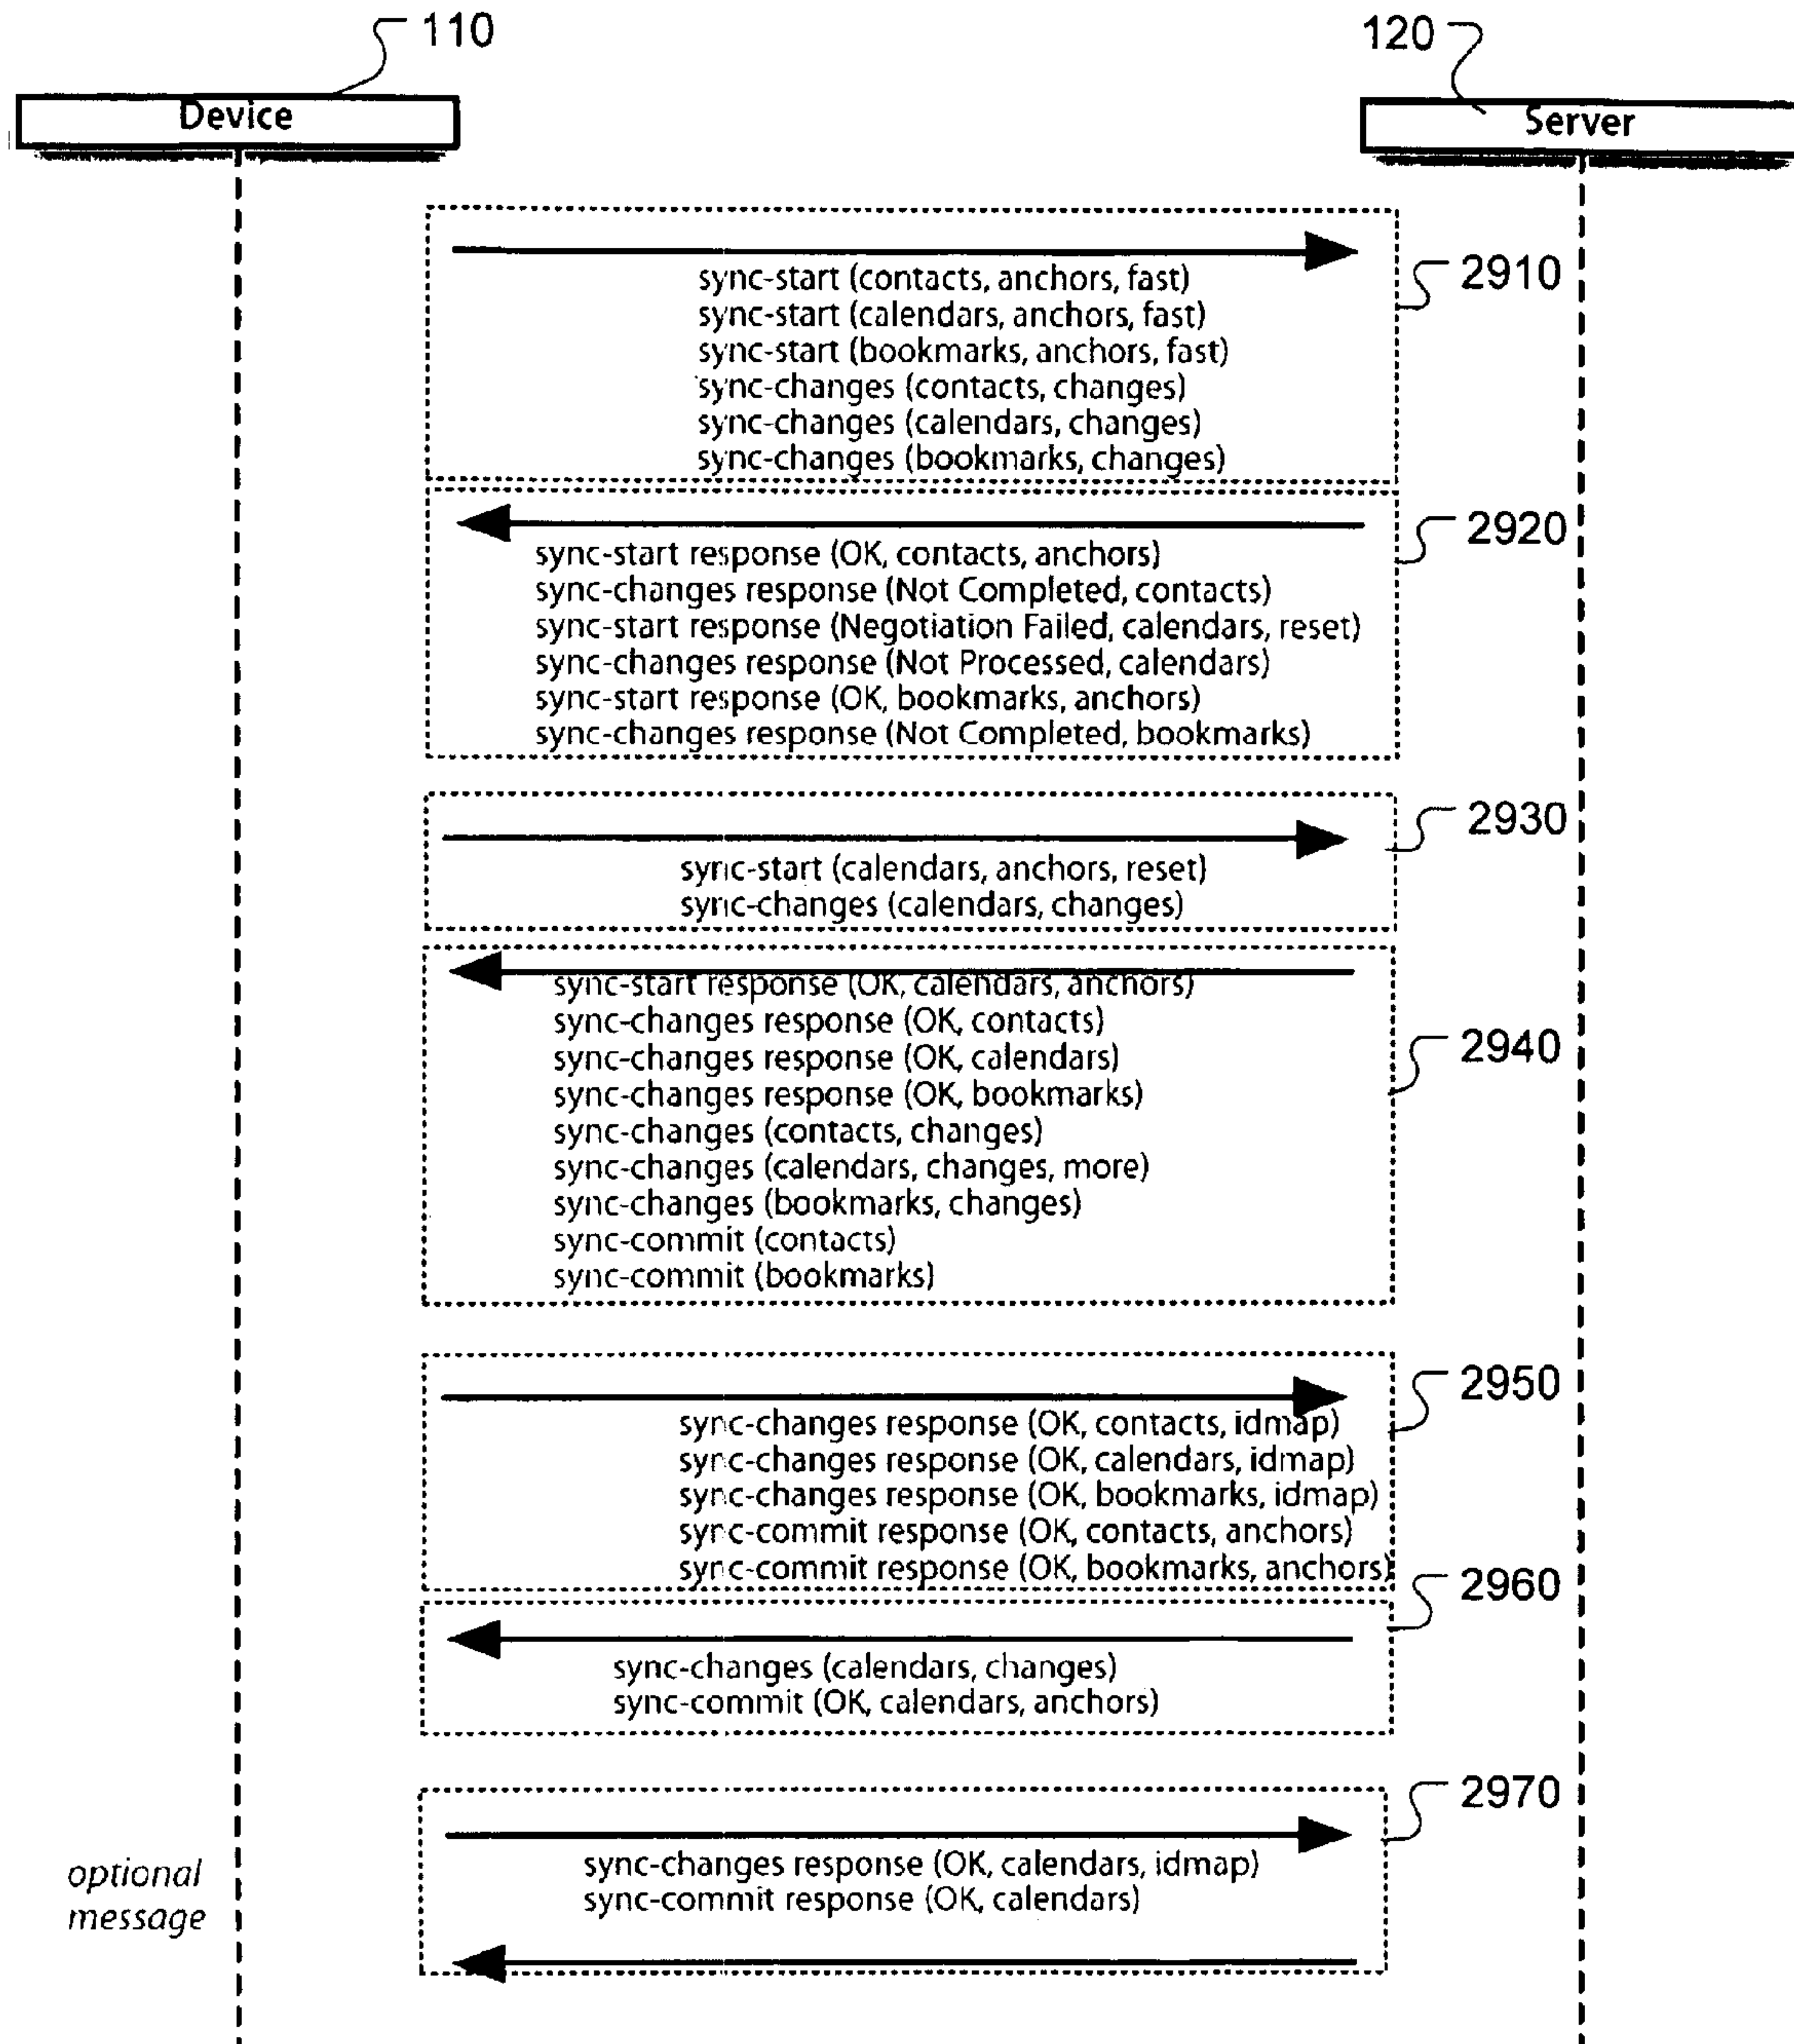 110
120
Device
Server
2910
sync-start (contacts, anchors, fast)
sync-start (calendars, anchors, fast)
sync-start (bookmarks, anchors, fast)
sync-changes (contacts, changes)
sync-changes (calendars, changes)
sync-changes (bookmarks, changes)
2920
sync-start response (OK, contacts, anchors)
sync-changes response (Not Completed, contacts)
sync-start response (Negotiation Failed, calendars, reset)
sync-changes response (Not Processed, calendars)
sync-start response (OK, bookmarks, anchors)
sync-changes response (Not Completed, bookmarks)
2930
sync-start (calendars, anchors, reset)
sync-changes (calendars, changes)
2940
sync-start response (OK, calendars, anchors)
sync-changes response (OK, contacts)
sync-changes response (OK, calendars)
sync-changes response (OK, bookmarks)
sync-changes (contacts, changes)
sync-changes (calendars, changes, more)
sync-changes (bookmarks, changes)
sync-commit (contacts)
sync-commit (bookmarks)
2950
sync-changes response (OK, contacts, idmap)
sync-changes response (OK, calendars, idmap)
sync-changes response (OK, bookmarks, idmap)
sync-commit response (OK, contacts, anchors)
sync-commit response (OK, bookmarks, anchors)
2960
sync-changes (calendars, changes)
sync-commit (OK, calendars, anchors)
2970
sync-changes response (OK, calendars, idmap)
sync-commit response (OK, calendars)
optional
message